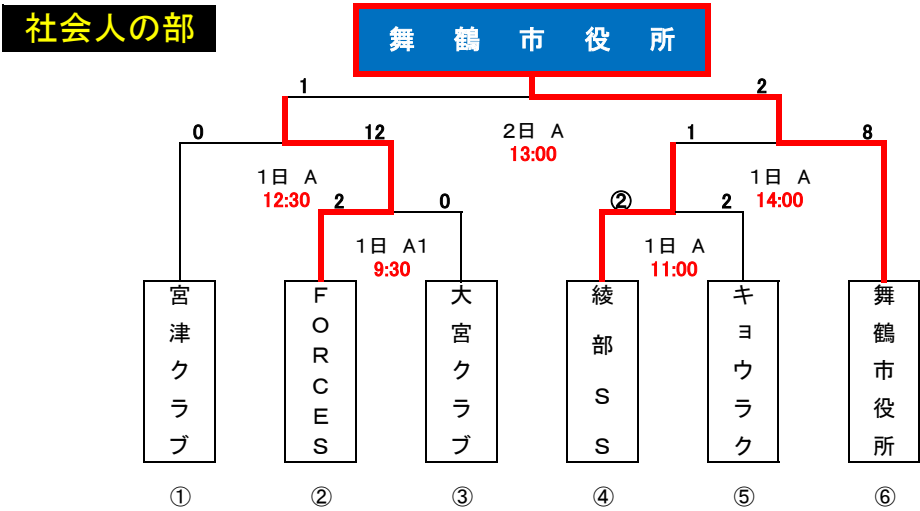 社会人の部
舞鶴市役所
1 2
0 12 2日 A 1 8
13:00
1日 A 1日 A
12:30 2 0 ② 2 14:00
1日 A1 1日 A
9:30 11:00
宮津クラブ
FORCES
大宮クラブ
綾部SS
キョウラク
舞鶴市役所
① ② ③ ④ ⑤ ⑥